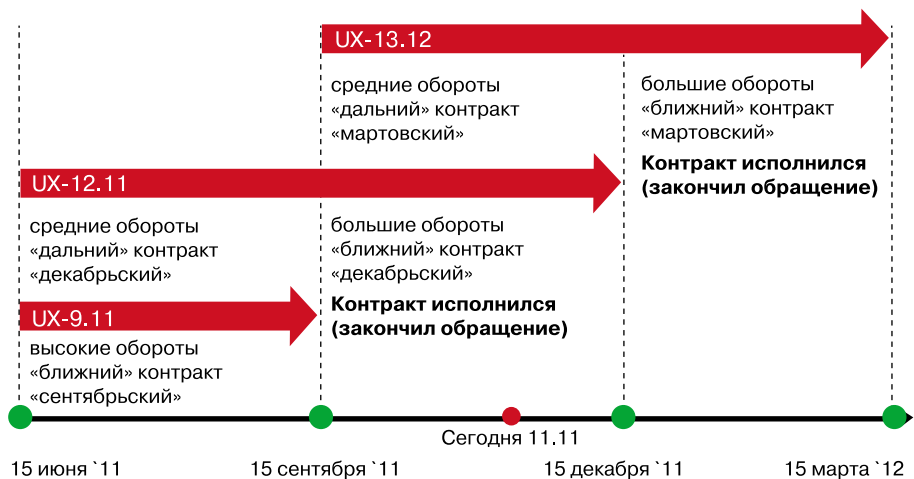 UX-13.12
средние обороты
«дальний» контракт
«мартовский»
большие обороты
«ближний» контракт
«мартовский»
Контракт исполнился
(закончил обращение)
UX-12.11
средние обороты
«дальний» контракт
«декабрьский»
большие обороты
«ближний» контракт
«декабрьский»
Контракт исполнился
(закончил обращение)
UX-9.11
высокие обороты
«ближний» контракт
«сентябрьский»
Сегодня 11.11
15 июня `11
15 сентября `11
15 декабря `11
15 марта `12